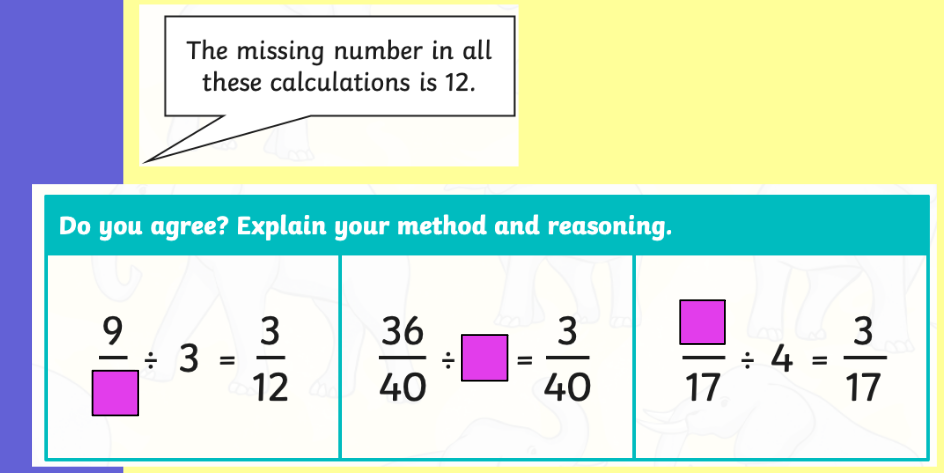 The missing number in all
these calculations is 12.
Do you agree? Explain your method and reasoning.
9/□ ÷ 3 = 3/12
36/40 ÷ □ = 3/40
□/17 ÷ 4 = 3/17